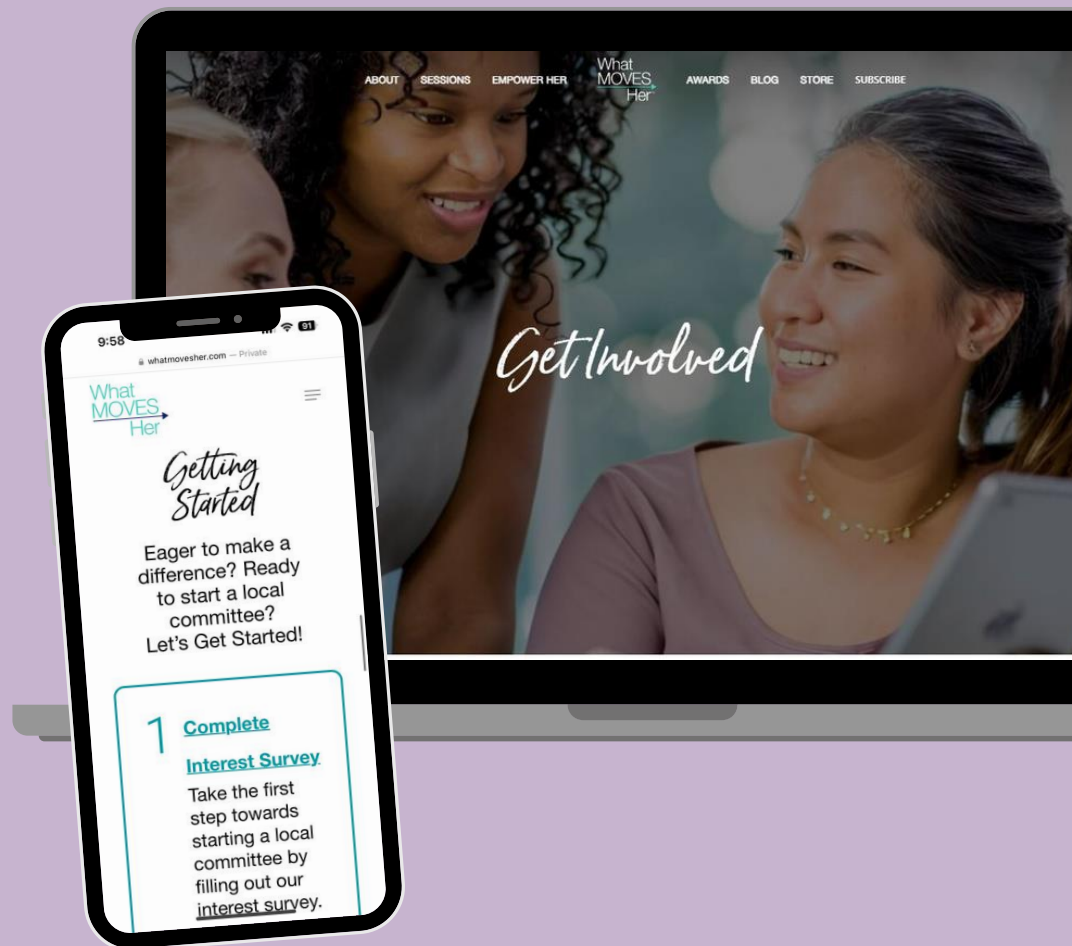 ABOUT SESSIONS EMPOWER HER What MOVES Her AWARDS BLOG STORE SUBSCRIBE
Get Involved
9:58 91
whatmovesher.com — Private
What
MOVES
Her
Getting
Started
Eager to make a
difference? Ready
to start a local
committee?
Let's Get Started!
1 Complete
Interest Survey
Take the first
step towards
starting a local
committee by
filling out our
interest survey.